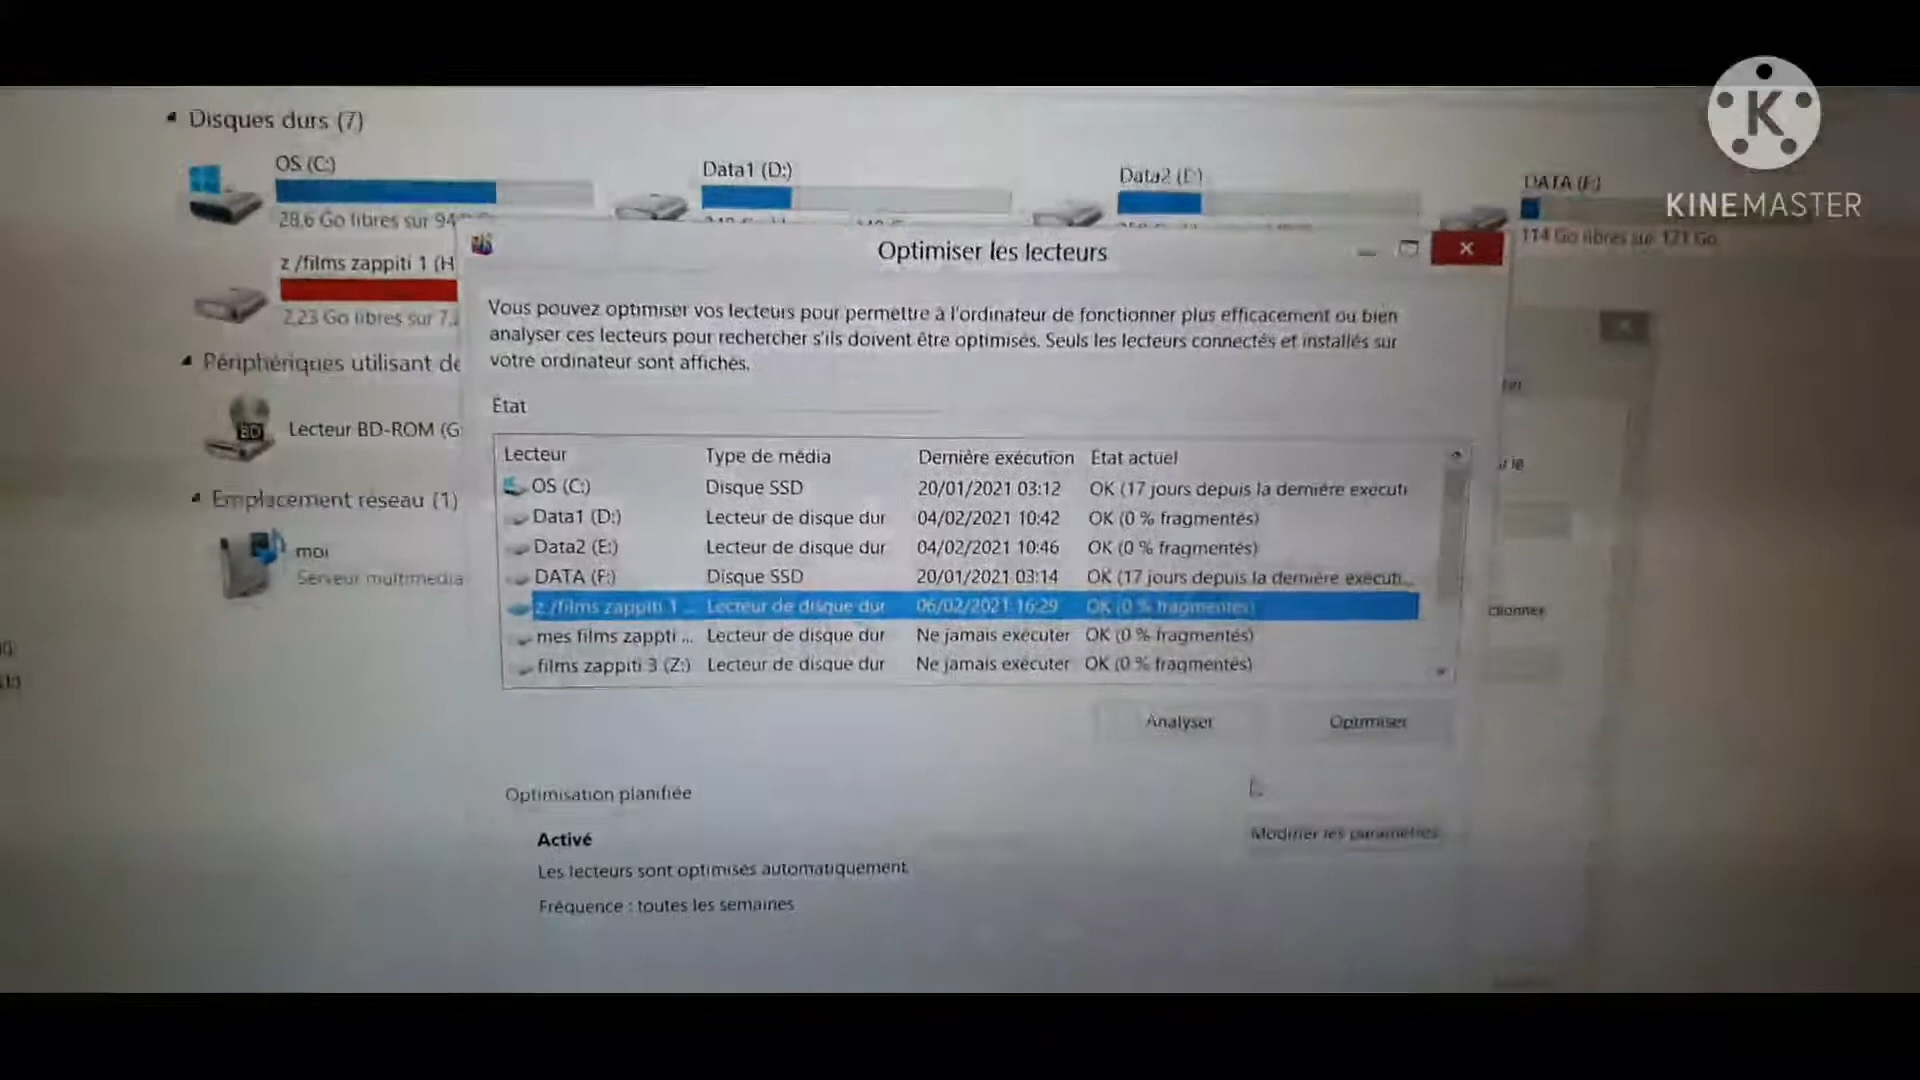 Disques durs (7)
OS (C:)
28,6 Go libres sur 94
Data1 (D:)
Data2 (E:)
DATA (F:)
114 Go libres sur 121 Go
K
KINEMASTER
z /films zappiti 1 (H
2,23 Go libres sur 7,
Périphériques utilisant de
Lecteur BD-ROM (G:
Emplacement réseau (1)
moi
Serveur multimédia
Optimiser les lecteurs
Vous pouvez optimiser vos lecteurs pour permettre à l'ordinateur de fonctionner plus efficacement ou bien
analyser ces lecteurs pour rechercher s'ils doivent être optimisés. Seuls les lecteurs connectés et installés sur
votre ordinateur sont affichés.
État
Lecteur Type de média Dernière exécution État actuel
OS (C:) Disque SSD 20/01/2021 03:12 OK (17 jours depuis la dernière exécuti
Data1 (D:) Lecteur de disque dur 04/02/2021 10:42 OK (0 % fragmentés)
Data2 (E:) Lecteur de disque dur 04/02/2021 10:46 OK (0 % fragmentés)
DATA (F:) Disque SSD 20/01/2021 03:14 OK (17 jours depuis la dernière exécuti...
z /films zappiti 1 ... Lecteur de disque dur 06/02/2021 16:29 OK (0 % fragmentés)
mes films zappti ... Lecteur de disque dur Ne jamais exécuter OK (0 % fragmentés)
films zappiti 3 (Z:) Lecteur de disque dur Ne jamais exécuter OK (0 % fragmentés)
Analyser Optimiser
Optimisation planifiée
Activé
Modifier les paramètres
Les lecteurs sont optimisés automatiquement.
Fréquence : toutes les semaines